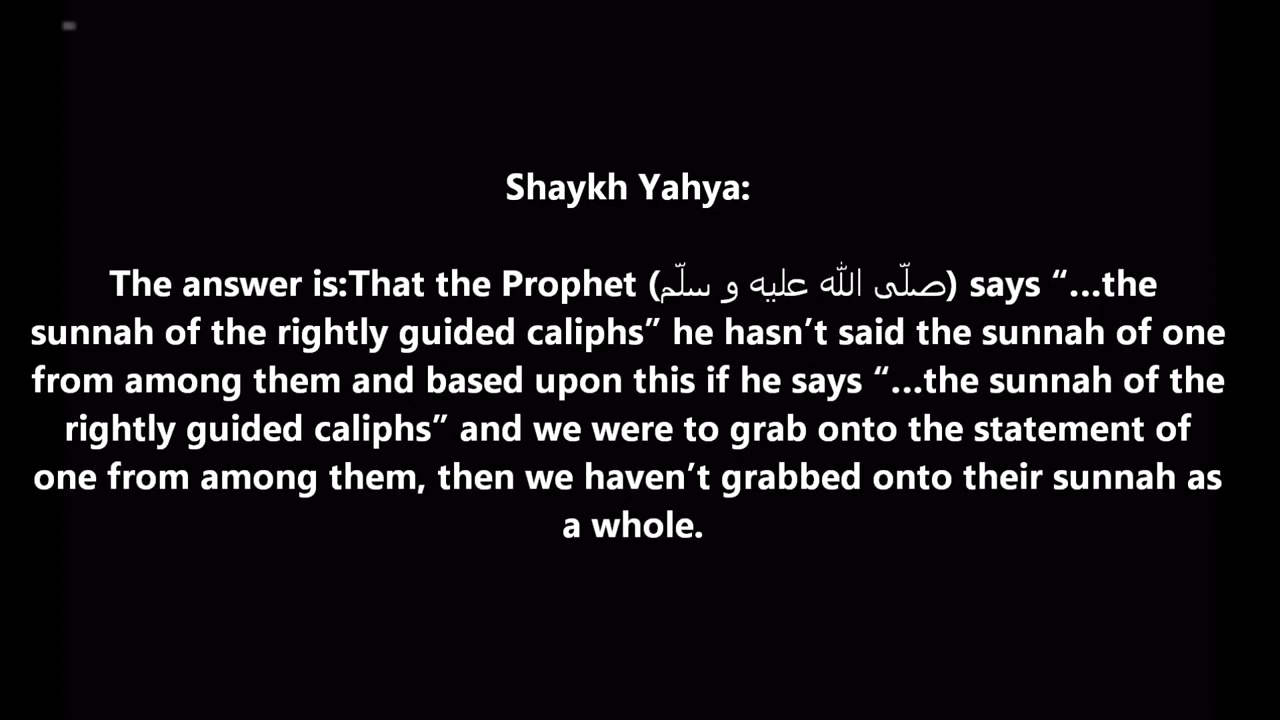 Shaykh Yahya:
The answer is:That the Prophet (صلّى الله عليه و سلّم) says “...the
sunnah of the rightly guided caliphs” he hasn’t said the sunnah of one
from among them and based upon this if he says “...the sunnah of the
rightly guided caliphs” and we were to grab onto the statement of
one from among them, then we haven’t grabbed onto their sunnah as
a whole.